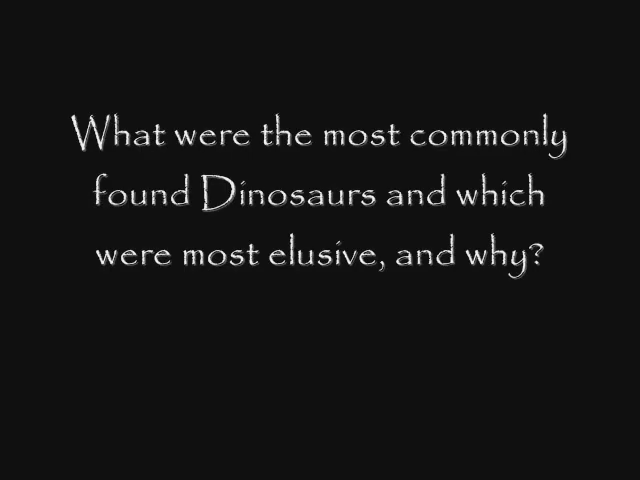 What were the most commonly
found Dinosaurs and which
were most elusive, and why?